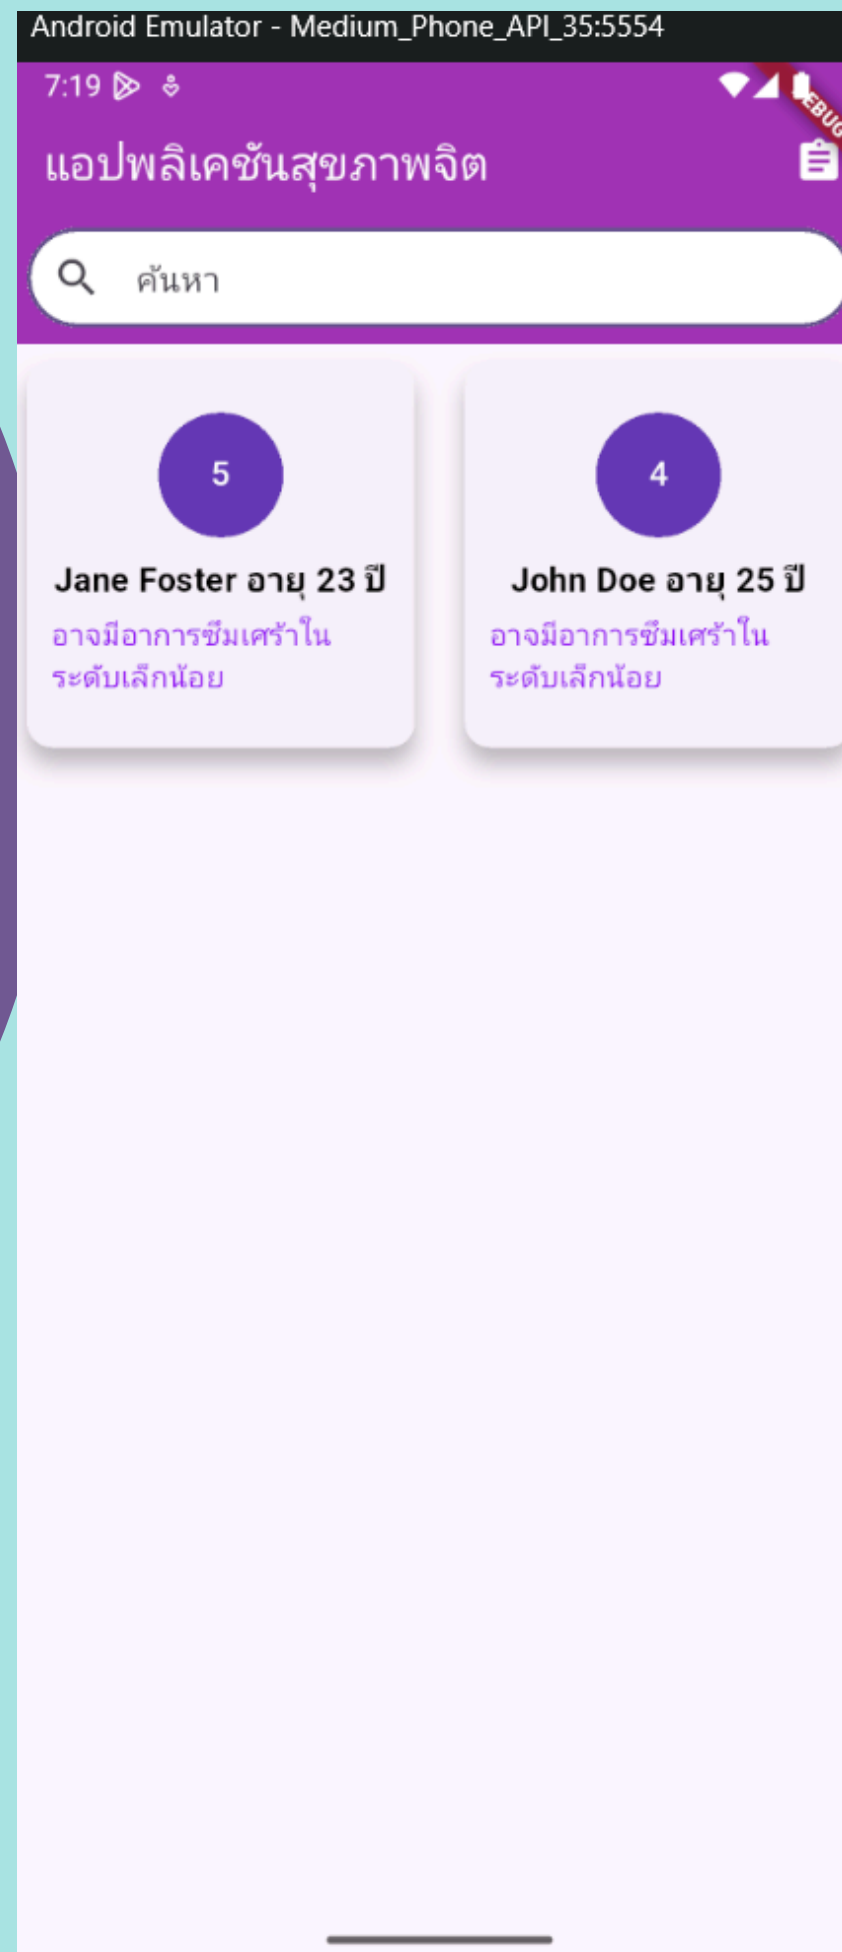 Android Emulator - Medium_Phone_API_35:5554
7:19
แอปพลิเคชันสุขภาพจิต
ค้นหา
5
Jane Foster อายุ 23 ปี
อาจมีอาการซึมเศร้าใน
ระดับเล็กน้อย
4
John Doe อายุ 25 ปี
อาจมีอาการซึมเศร้าใน
ระดับเล็กน้อย